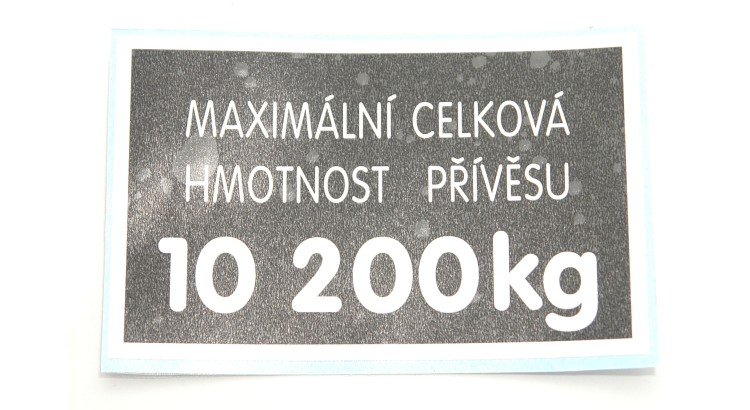 MAXIMÁLNÍ CELKOVÁ
HMOTNOST PŘÍVĚSU
10 200kg